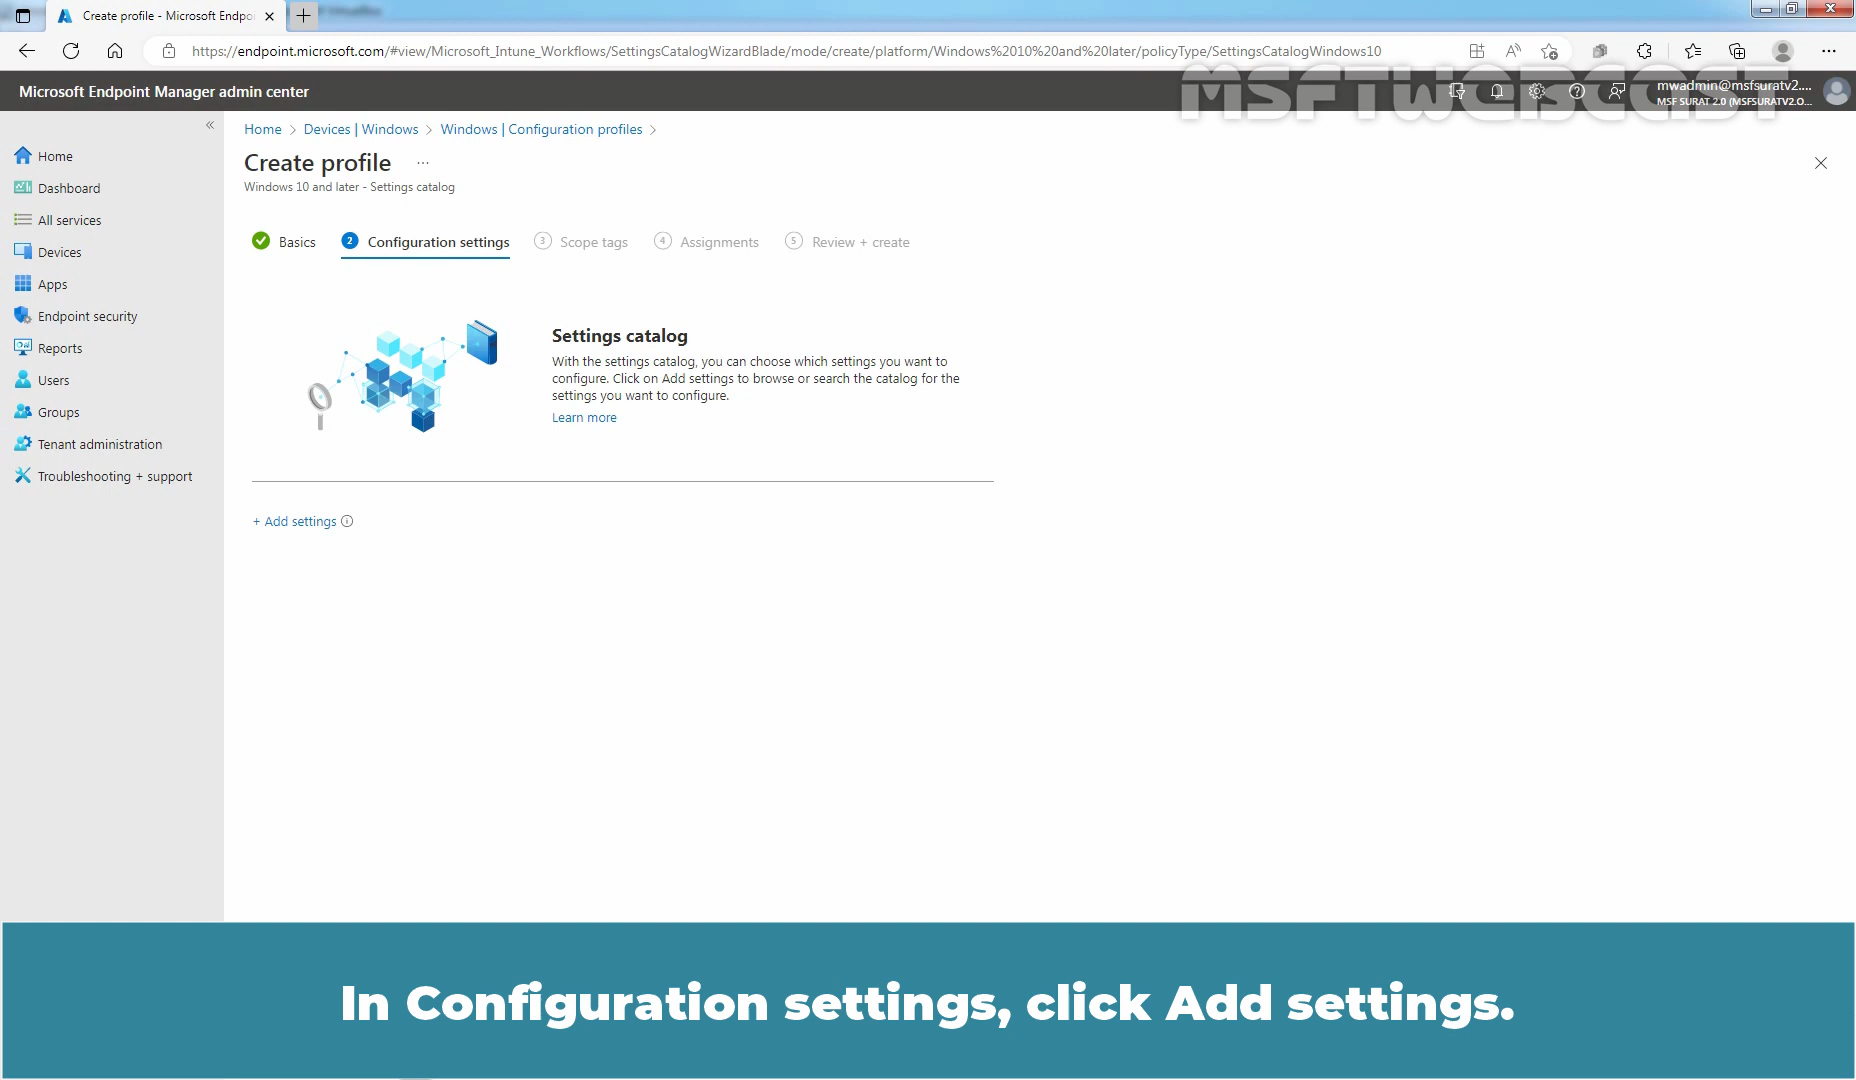 Create profile - Microsoft Endpoi
https://endpoint.microsoft.com/#view/Microsoft_Intune_Workflows/SettingsCatalogWizardBlade/mode/create/platform/Windows%2010%20and%20later/policyType/SettingsCatalogWindows10
MSFTWEBCAST
Microsoft Endpoint Manager admin center
mwadmin@msfsuratv2....
MSF SURAT 2.0 (MSFSURATV2.O...
Home > Devices | Windows > Windows | Configuration profiles >
Create profile ...
Windows 10 and later - Settings catalog
Home
Dashboard
All services
Devices
Apps
Endpoint security
Reports
Users
Groups
Tenant administration
Troubleshooting + support
Basics 2 Configuration settings 3 Scope tags 4 Assignments 5 Review + create
Settings catalog
With the settings catalog, you can choose which settings you want to
configure. Click on Add settings to browse or search the catalog for the
settings you want to configure.
Learn more
+ Add settings
In Configuration settings, click Add settings.